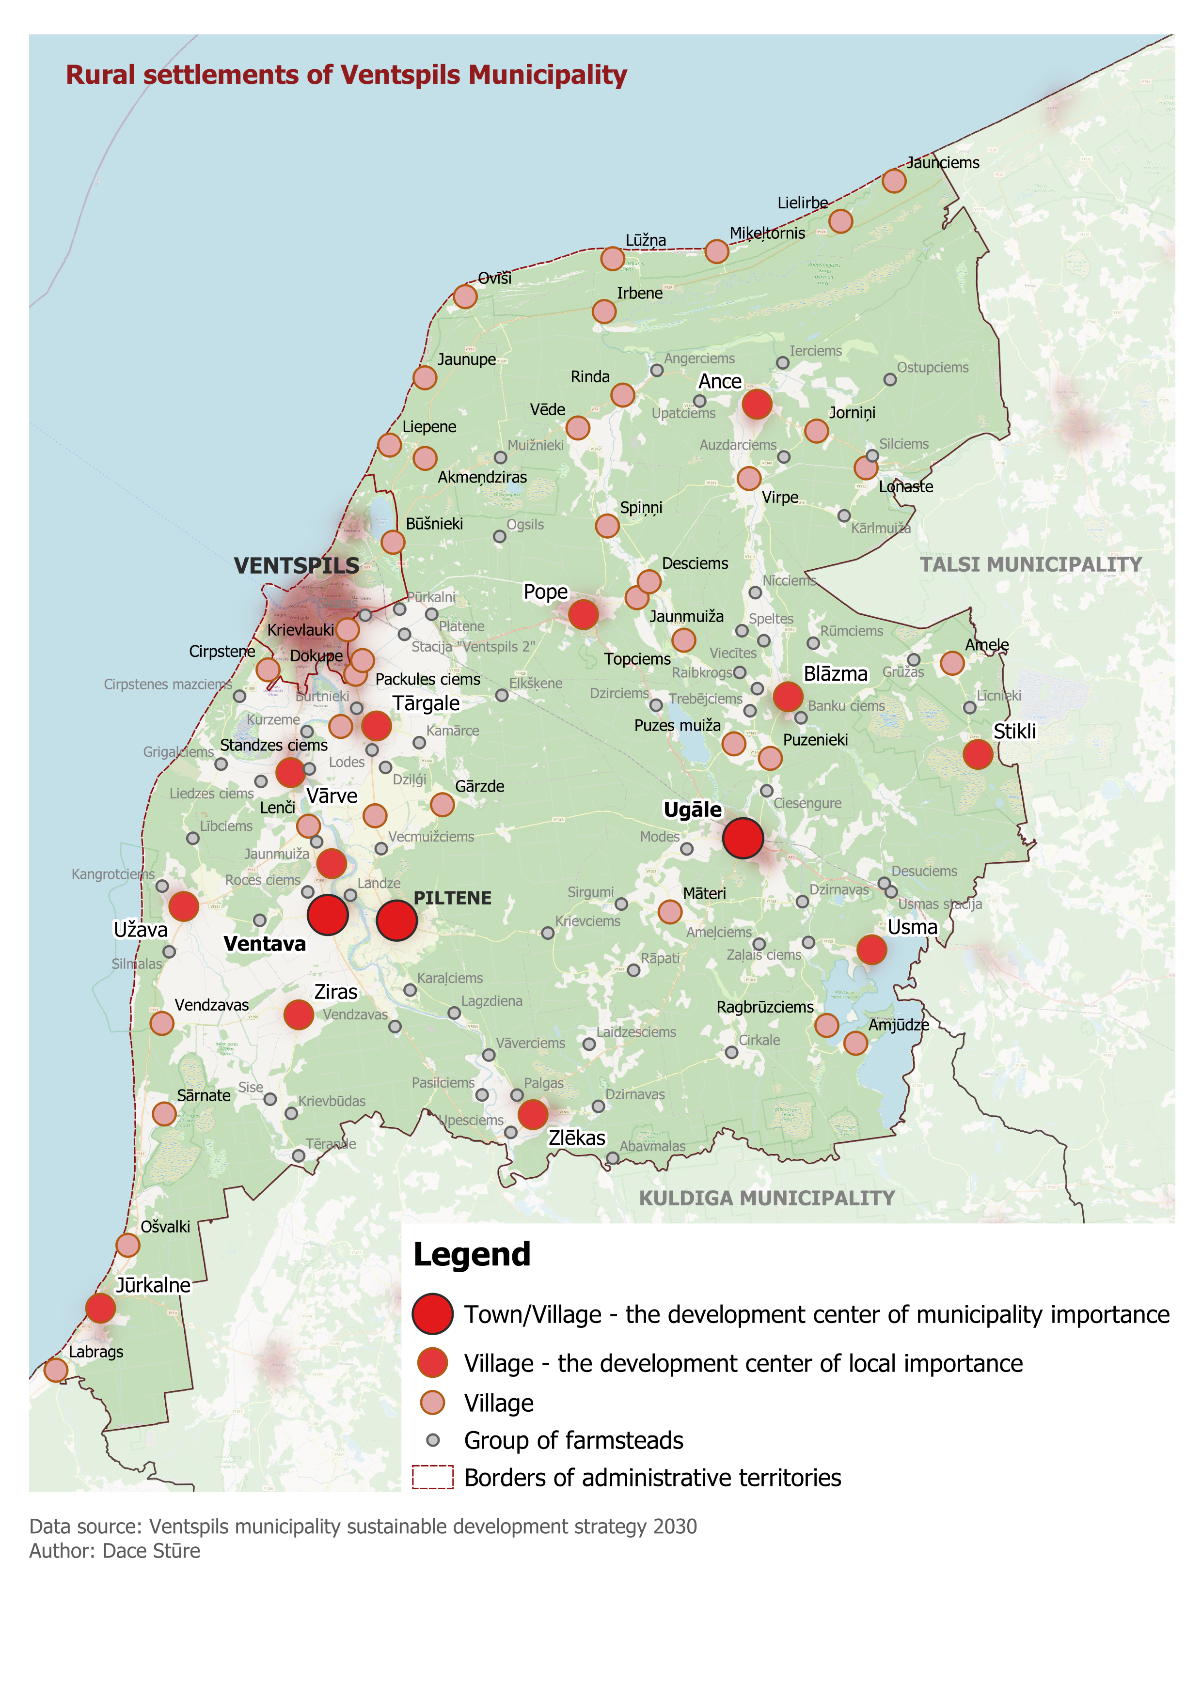 Rural settlements of Ventspils Municipality
Jaunciems
Lielirbe
Miķeļtornis
Lūžņa
Ovīši
Irbene
Ierciems
Angerciems
Jaunupe
Ostupciems
Rinda
Ance
Vēde
Upatciems
Jorniņi
Liepene
Muižnieki
Auzdarciems
Silciems
Akmeņdziras
Lonaste
Virpe
Spiņņi
Būšnieki
Ogsils
Kārlmuiža
VENTSPILS
Desciems
TALSI MUNICIPALITY
Nicciems
Pope
Pūrkalni
Jaunmuiža
Speltes
Platene
Krievlauki
Rūmciems
Stacija "Ventspils 2"
Amele
Cirpstene
Dokupe
Topciems
Viecītes
Raibkrogs
Grūžas
Blāzma
Packules ciems
Cirpstenes mazciems
Elkšķene
Burtnieki
Dzirciems
Trebējciems
Līcnieki
Tārgale
Banku ciems
Kurzeme
Puzes muiža
Kamārce
Stikli
Standzes ciems
Puzenieki
Grigaļciems
Lodes
Dziļģi
Gārzde
Liedzes ciems
Vārve
Lenči
Ciesengure
Ugāle
Lībciems
Vecmuižciems
Modes
Jaunmuiža
Kangrotciems
Roces ciems
Landze
Desuciems
Sirgumi
Māteri
Dzirnavas
PILTENE
Usmas stacija
Užava
Krievciems
Ameļciems
Usma
Ventava
Zaļais ciems
Silmalas
Rāpati
Karaļciems
Ziras
Vendzavas
Lagzdiena
Ragbrūzciems
Vendzavas
Amjūdze
Laidzesciems
Vāverciems
Cirkale
Sise
Pasilciems
Palgas
Sārnate
Krievbūdas
Dzirnavas
Upesciems
Zlēkas
Tērande
Abavmalas
KULDIGA MUNICIPALITY
Ošvalki
Jūrkalne
Labrags
Legend
Town/Village - the development center of municipality importance
Village - the development center of local importance
Village
Group of farmsteads
Borders of administrative territories
Data source: Ventspils municipality sustainable development strategy 2030
Author: Dace Stūre